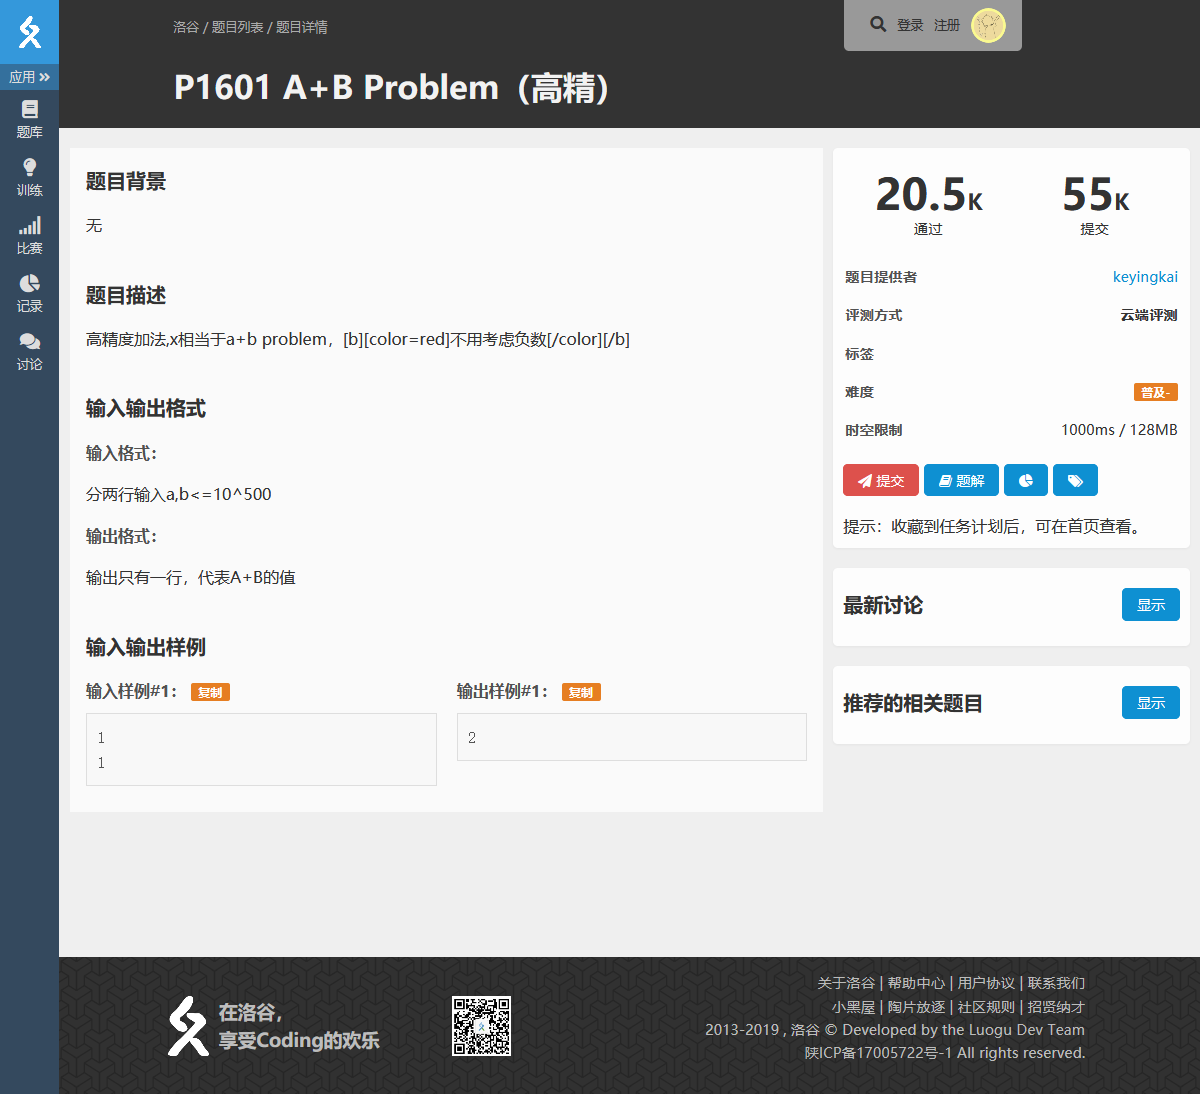 应用
题库
训练
比赛
记录
讨论
洛谷 / 题目列表 / 题目详情
登录 注册
P1601 A+B Problem（高精）
题目背景
无
题目描述
高精度加法,x相当于a+b problem，[b][color=red]不用考虑负数[/color][/b]
输入输出格式
输入格式：
分两行输入a,b<=10^500
输出格式：
输出只有一行，代表A+B的值
输入输出样例
输入样例#1： 复制
1
1
输出样例#1： 复制
2
20.5K
通过
55K
提交
题目提供者 keyingkai
评测方式 云端评测
标签
难度 普及-
时空限制 1000ms / 128MB
提交 题解
提示：收藏到任务计划后，可在首页查看。
最新讨论 显示
推荐的相关题目 显示
在洛谷，
享受Coding的欢乐
关于洛谷 | 帮助中心 | 用户协议 | 联系我们
小黑屋 | 陶片放逐 | 社区规则 | 招贤纳才
2013-2019 , 洛谷 © Developed by the Luogu Dev Team
陕ICP备17005722号-1 All rights reserved.